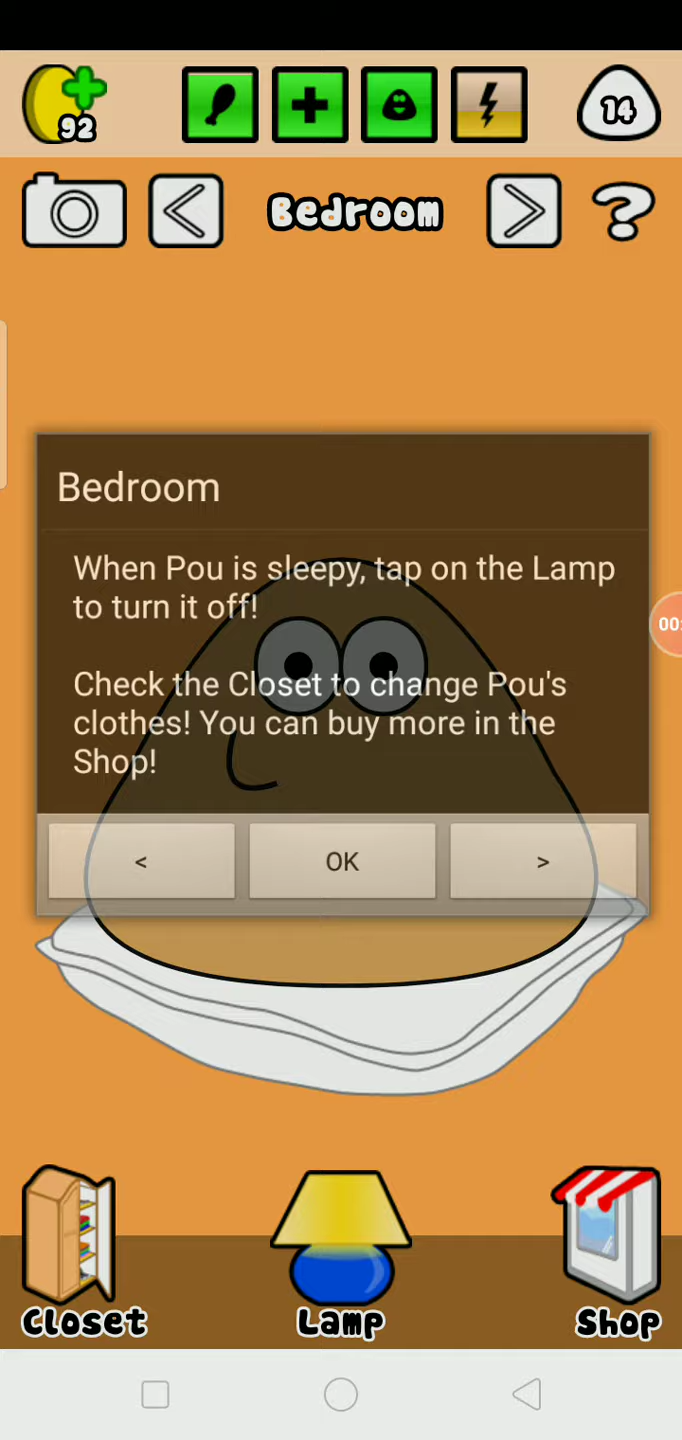 92
14
Bedroom
Bedroom
When Pou is sleepy, tap on the Lamp
to turn it off!
Check the Closet to change Pou's
clothes! You can buy more in the
Shop!
00:
< OK >
Closet Lamp Shop